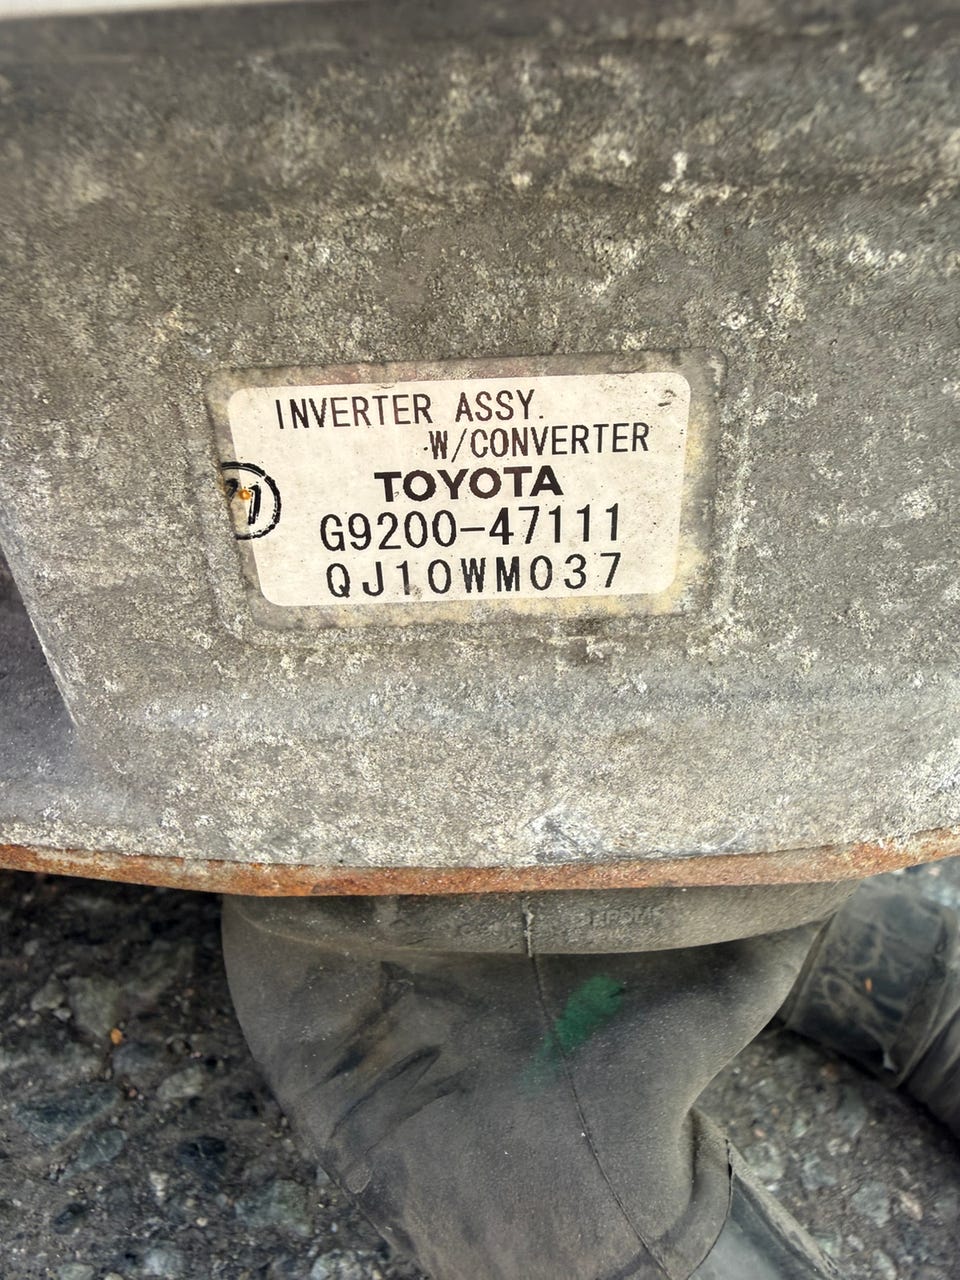 INVERTER ASSY.
W/CONVERTER
TOYOTA
G9200-47111
QJ10WM037